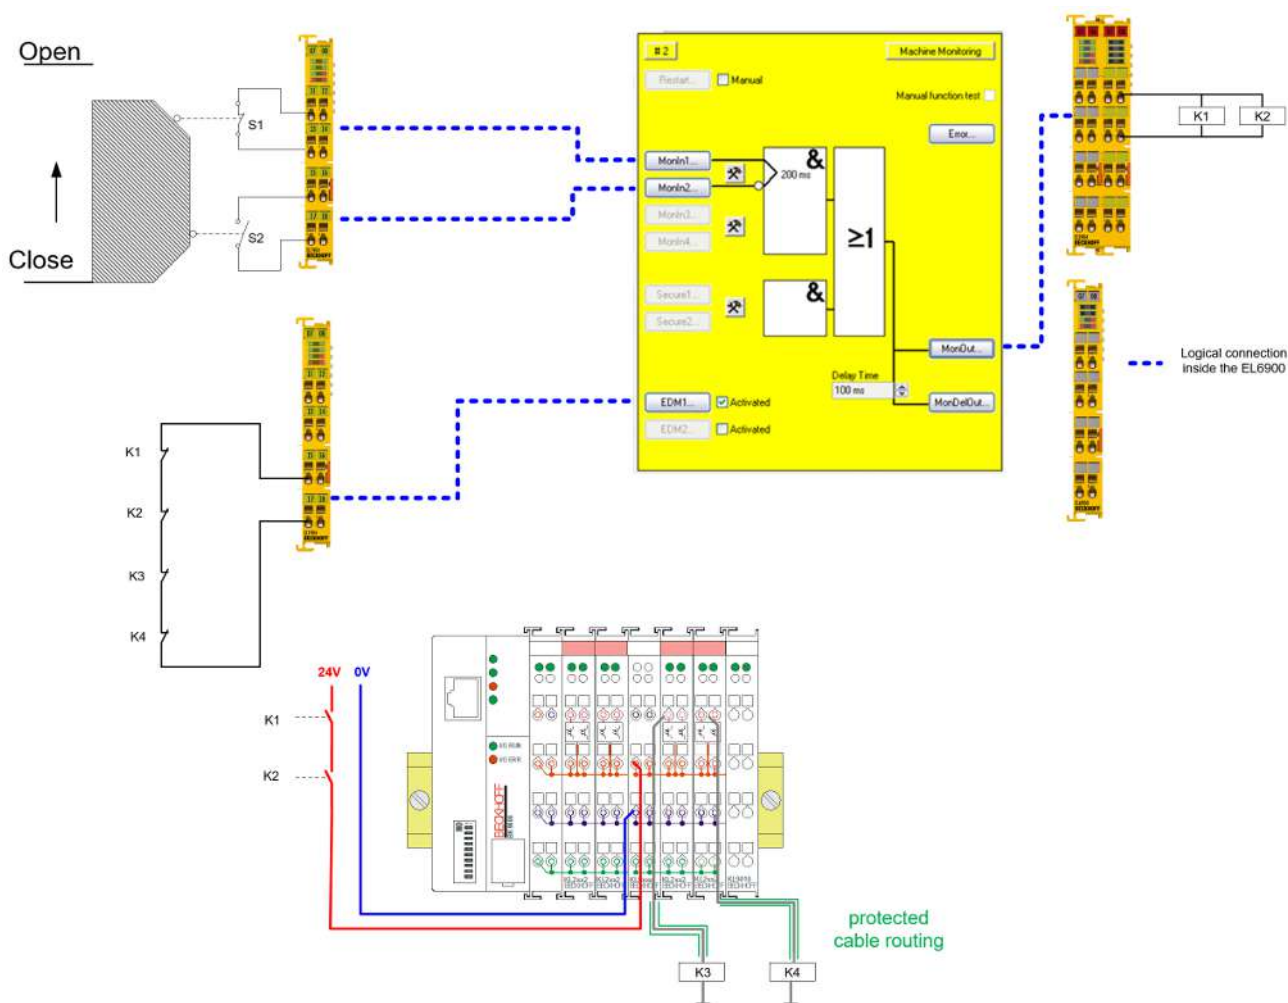 Open
S1
S2
Close
# 2
Machine Monitoring
Restart...
Manual
Manual function test
Error...
MonIn1...
MonIn2...
MonIn3...
MonIn4...
&
200 ms
≥1
Secure1...
Secure2...
&
MonOut...
Delay Time
100 ms
MonDelOut...
EDM1...
Activated
EDM2...
Activated
K1
K2
Logical connection
inside the EL6900
K1
K2
K3
K4
24V
0V
K1
K2
BECKHOFF
protected
cable routing
K3
K4